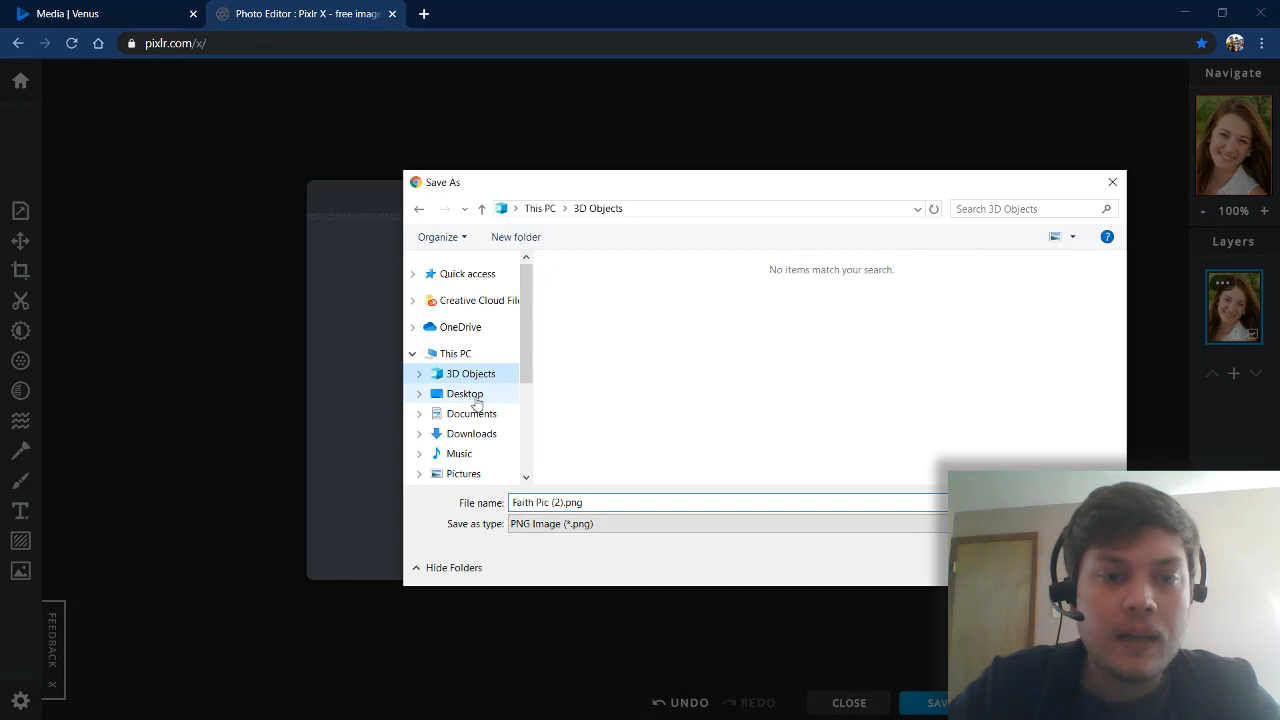 Media | Venus
Photo Editor : Pixlr X - free image
pixlr.com/x/
Navigate
100%
Layers
Save As
This PC
3D Objects
Search 3D Objects
Organize
New folder
No items match your search.
Quick access
Creative Cloud File
OneDrive
This PC
3D Objects
Desktop
Documents
Downloads
Music
Pictures
File name: Faith Pic (2).png
Save as type: PNG Image (*.png)
Hide Folders
FEEDBACK X
UNDO REDO CLOSE SAV